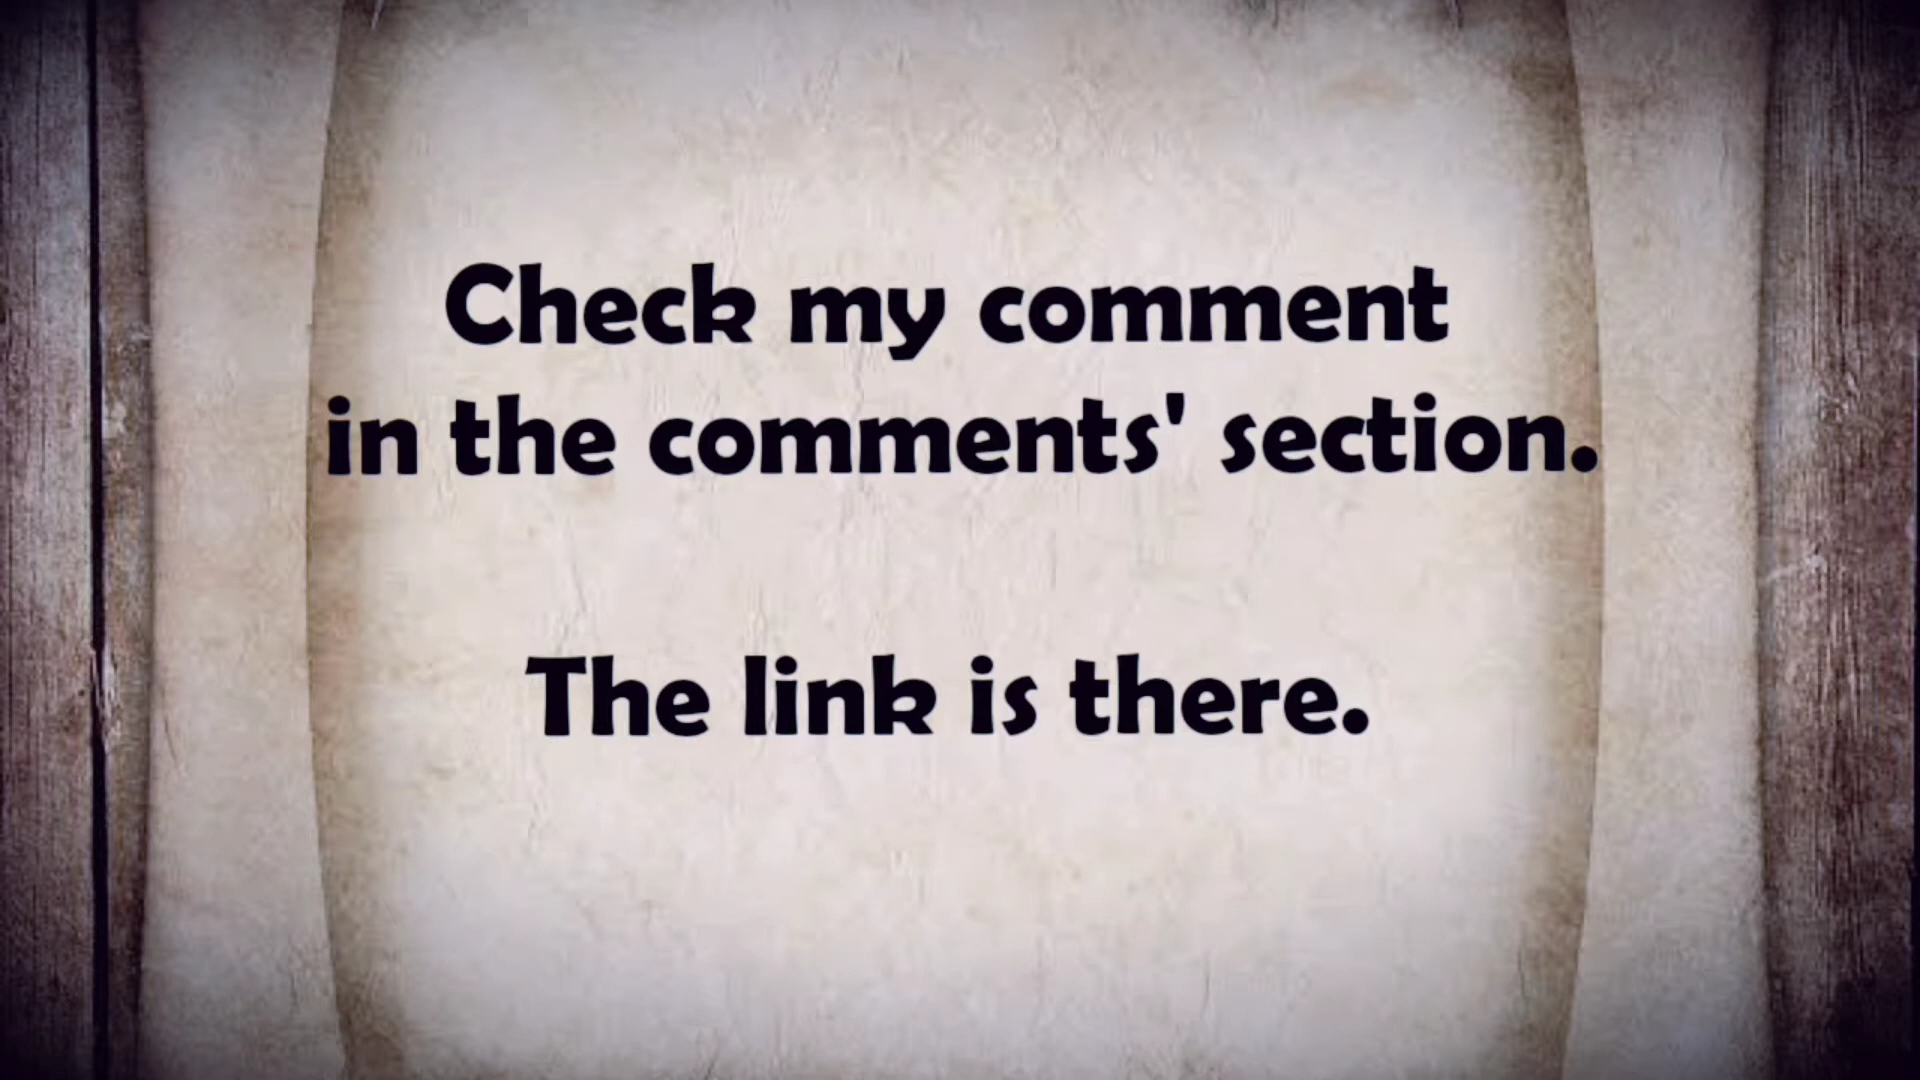 Check my comment
in the comments' section.
The link is there.